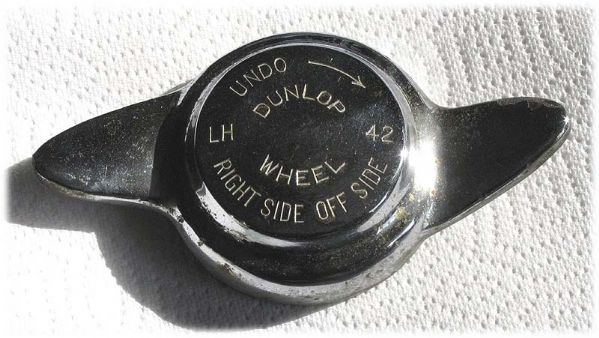 UNDO →
DUNLOP
LH 42
WHEEL
RIGHT SIDE OFF SIDE